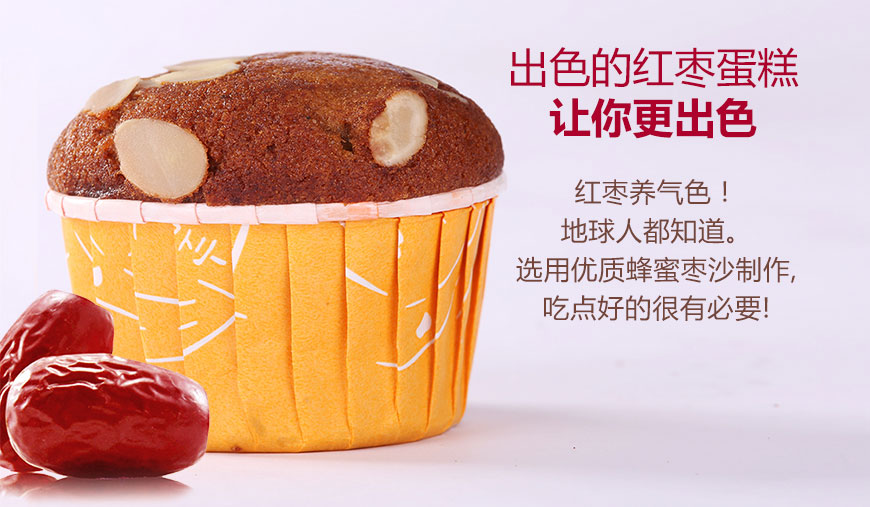 出色的红枣蛋糕
让你更出色
红枣养气色！
地球人都知道。
选用优质蜂蜜枣沙制作,
吃点好的很有必要!